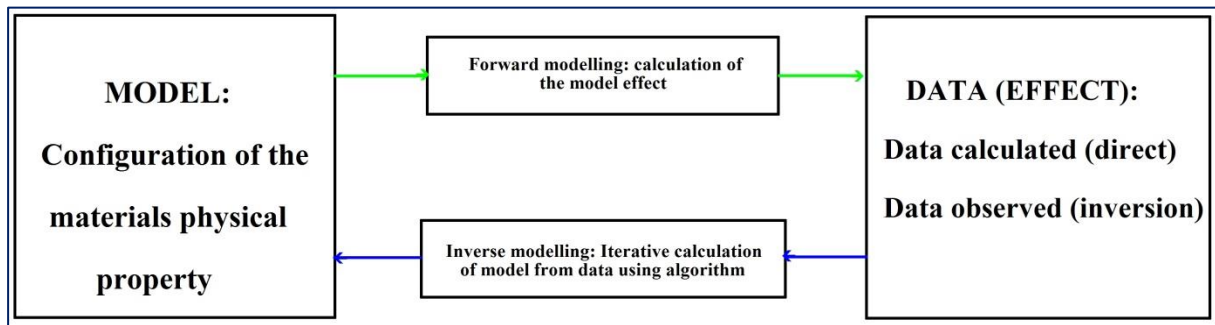 MODEL:
Configuration of the
materials physical
property
Forward modelling: calculation of
the model effect
Inverse modelling: Iterative calculation
of model from data using algorithm
DATA (EFFECT):
Data calculated (direct)
Data observed (inversion)